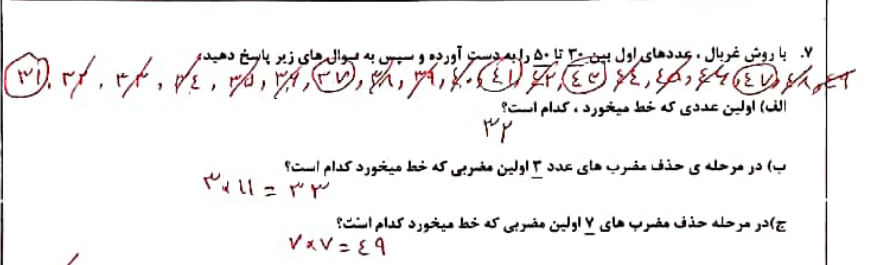 ۷. با روش غربال ، عددهای اول بین ۳۰ تا ۵۰ را به دست آورده و سپس به سوال های زیر پاسخ دهید.
۳۱, ۳۲, ۳۳, ۳۴, ۳۵, ۳۶, ۳۷, ۳۸, ۳۹, ۴۰, ۴۱, ۴۲, ۴۳, ۴۴, ۴۵, ۴۶, ۴۷, ۴۸, ۴۹
الف) اولین عددی که خط میخورد ، کدام است؟
۳۲
ب) در مرحله ی حذف مضرب های عدد ۳ اولین مضربی که خط میخورد کدام است؟
۳×۱۱ = ۳۳
ج)در مرحله حذف مضرب های ۷ اولین مضربی که خط میخورد کدام است؟
۷×۷ = ۴۹